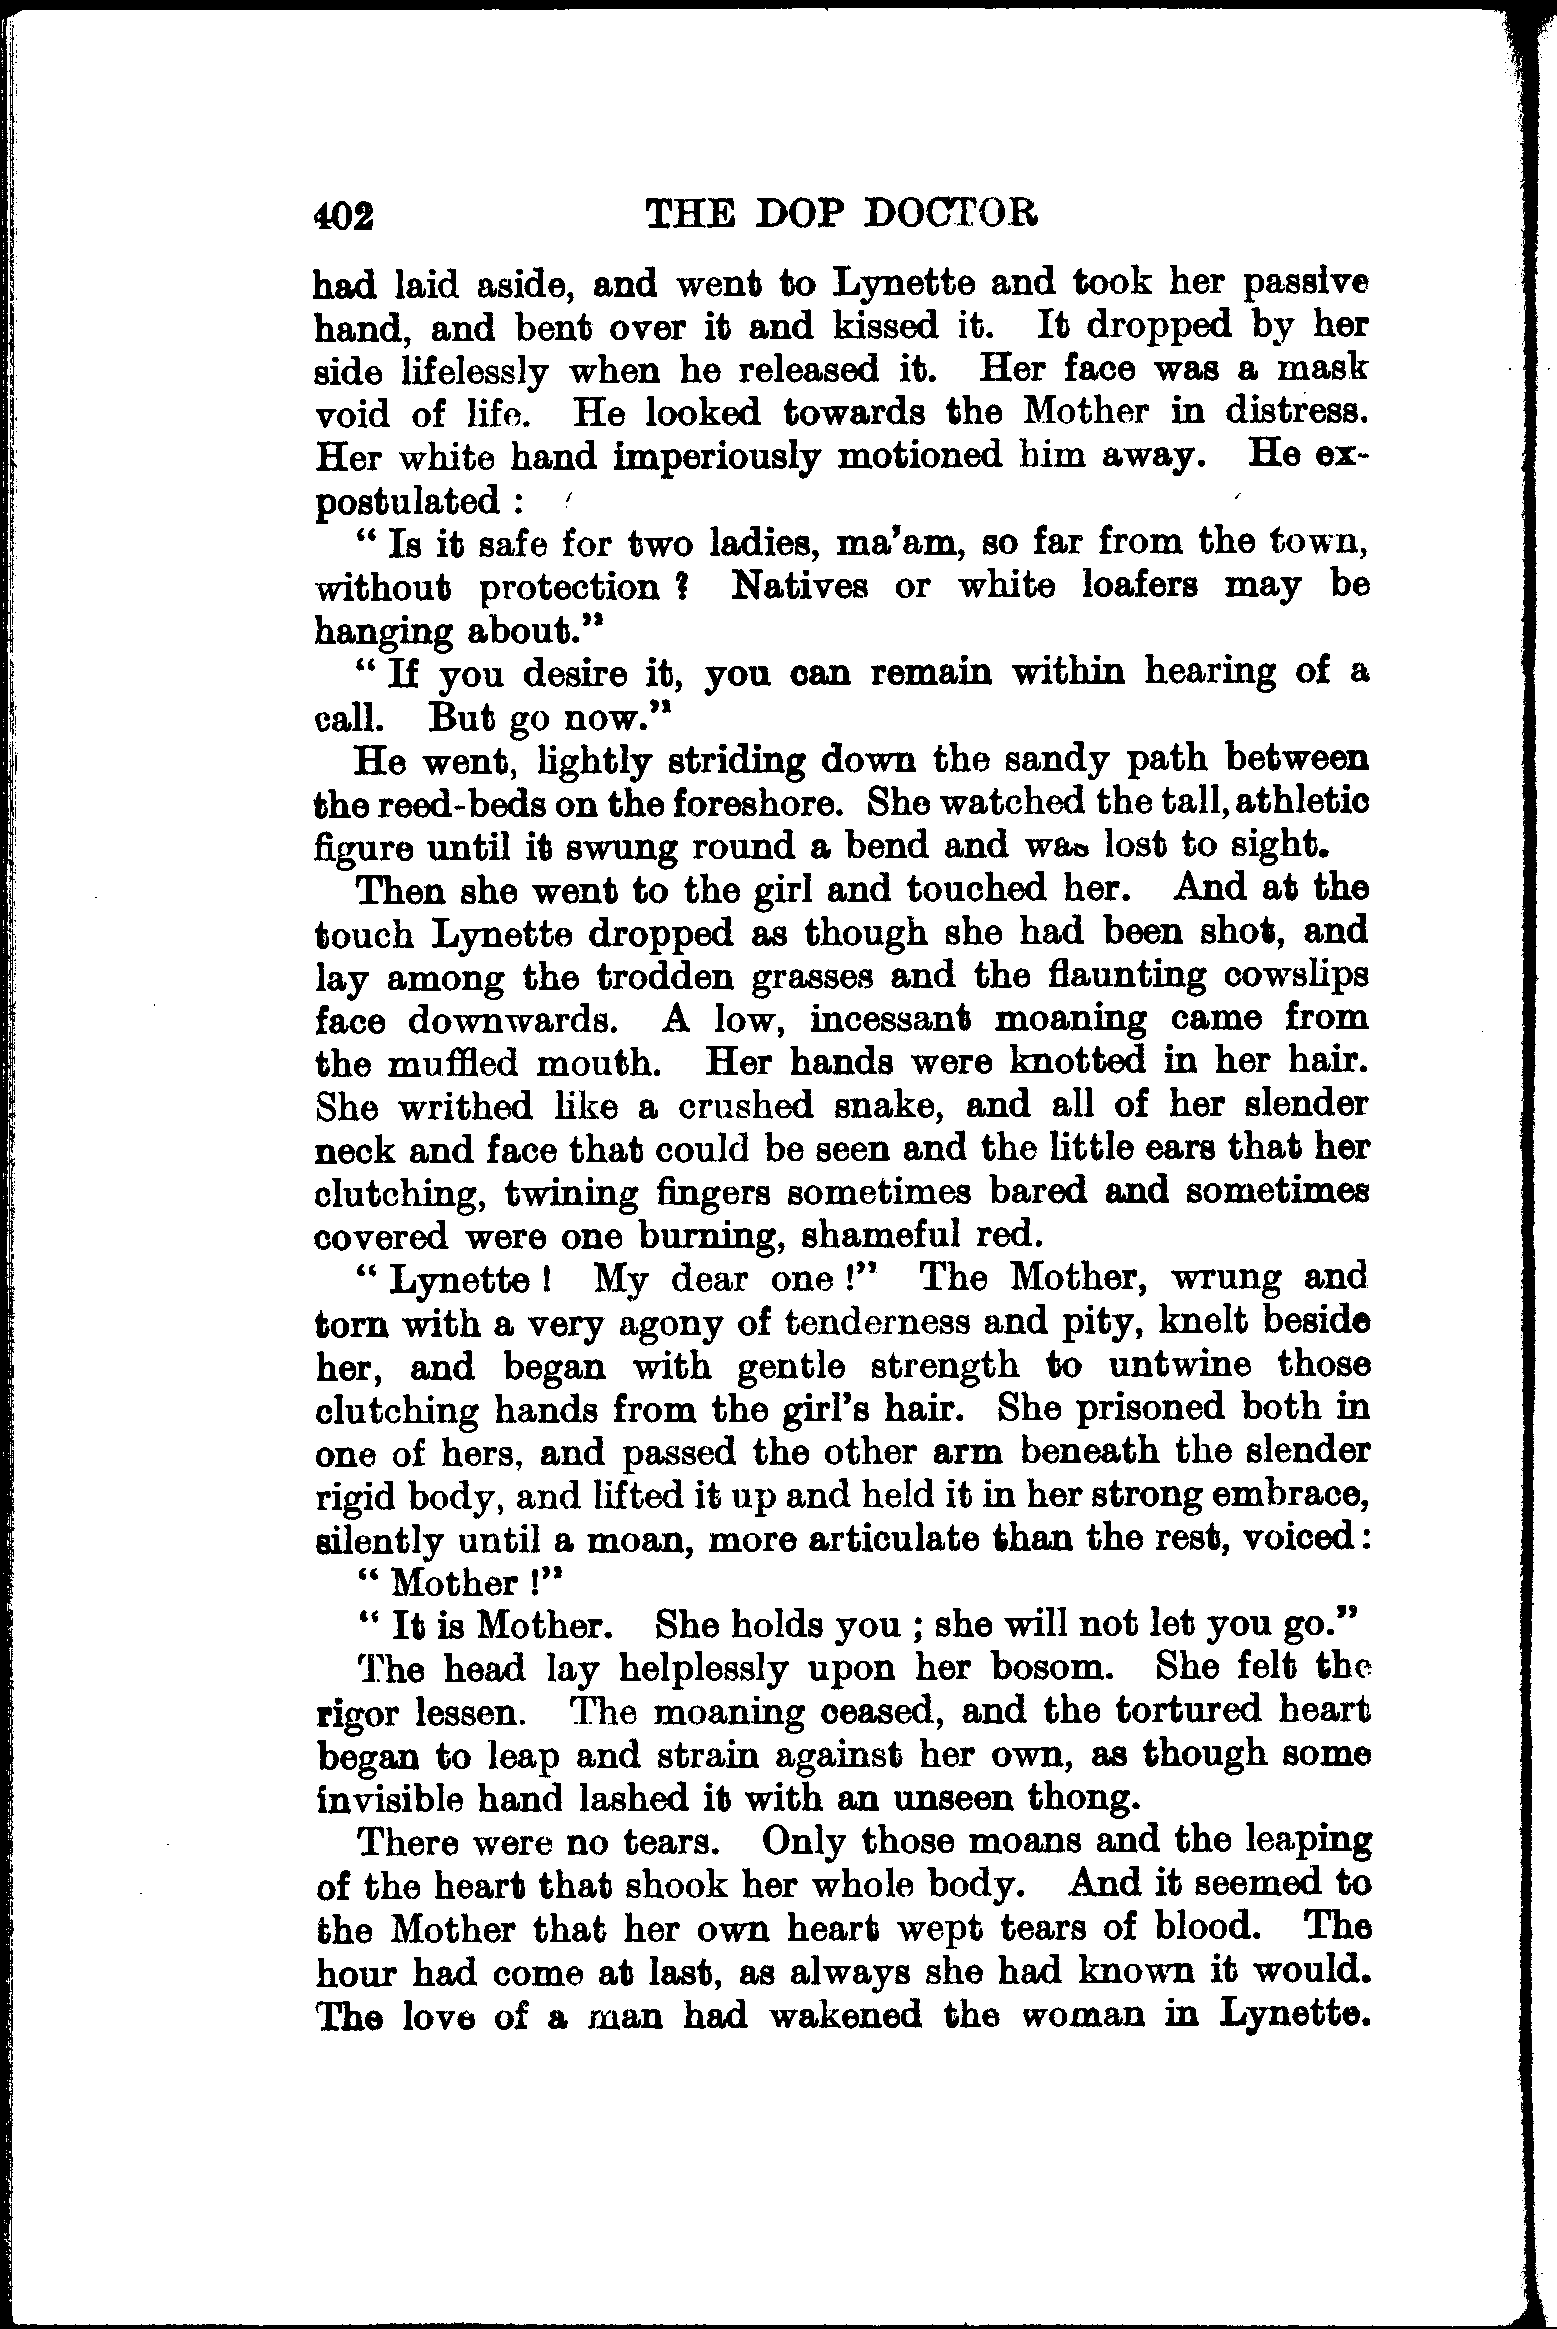 402 THE DOP DOCTOR
had laid aside, and went to Lynette and took her passive
hand, and bent over it and kissed it. It dropped by her
side lifelessly when he released it. Her face was a mask
void of life. He looked towards the Mother in distress.
Her white hand imperiously motioned him away. He ex-
postulated :
“ Is it safe for two ladies, ma’am, so far from the town,
without protection ? Natives or white loafers may be
hanging about.”
“ If you desire it, you can remain within hearing of a
call. But go now.”
He went, lightly striding down the sandy path between
the reed-beds on the foreshore. She watched the tall, athletic
figure until it swung round a bend and was lost to sight.
Then she went to the girl and touched her. And at the
touch Lynette dropped as though she had been shot, and
lay among the trodden grasses and the flaunting cowslips
face downwards. A low, incessant moaning came from
the muffled mouth. Her hands were knotted in her hair.
She writhed like a crushed snake, and all of her slender
neck and face that could be seen and the little ears that her
clutching, twining fingers sometimes bared and sometimes
covered were one burning, shameful red.
“ Lynette ! My dear one !” The Mother, wrung and
torn with a very agony of tenderness and pity, knelt beside
her, and began with gentle strength to untwine those
clutching hands from the girl’s hair. She prisoned both in
one of hers, and passed the other arm beneath the slender
rigid body, and lifted it up and held it in her strong embrace,
silently until a moan, more articulate than the rest, voiced :
“ Mother !”
“ It is Mother. She holds you ; she will not let you go.”
The head lay helplessly upon her bosom. She felt the
rigor lessen. The moaning ceased, and the tortured heart
began to leap and strain against her own, as though some
invisible hand lashed it with an unseen thong.
There were no tears. Only those moans and the leaping
of the heart that shook her whole body. And it seemed to
the Mother that her own heart wept tears of blood. The
hour had come at last, as always she had known it would.
The love of a man had wakened the woman in Lynette.